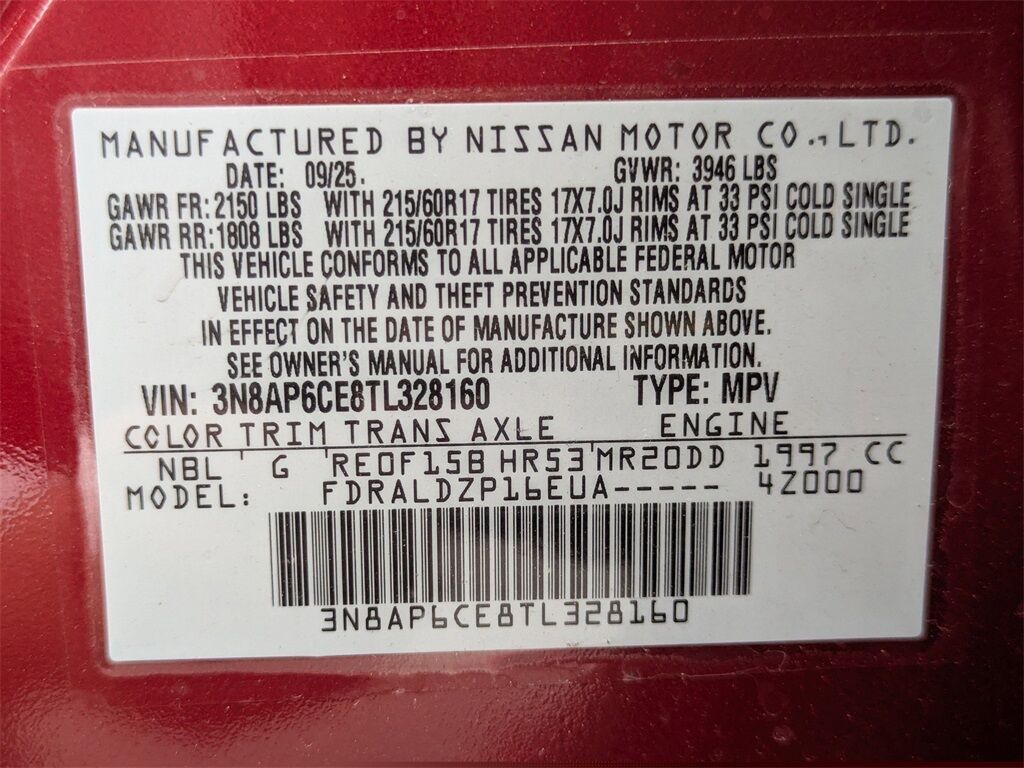 MANUFACTURED BY NISSAN MOTOR CO., LTD.
DATE: 09/25. GVWR: 3946 LBS
GAWR FR: 2150 LBS WITH 215/60R17 TIRES 17X7.0J RIMS AT 33 PSI COLD SINGLE
GAWR RR: 1808 LBS WITH 215/60R17 TIRES 17X7.0J RIMS AT 33 PSI COLD SINGLE
THIS VEHICLE CONFORMS TO ALL APPLICABLE FEDERAL MOTOR
VEHICLE SAFETY AND THEFT PREVENTION STANDARDS
IN EFFECT ON THE DATE OF MANUFACTURE SHOWN ABOVE.
SEE OWNER'S MANUAL FOR ADDITIONAL INFORMATION.
VIN: 3N8AP6CE8TL328160 TYPE: MPV
COLOR TRIM TRANS AXLE ENGINE
NBL G RE0F15B HR53 MR20DD 1997 CC
MODEL: FDRALDZP16EUA----- 4Z000
3N8AP6CE8TL328160